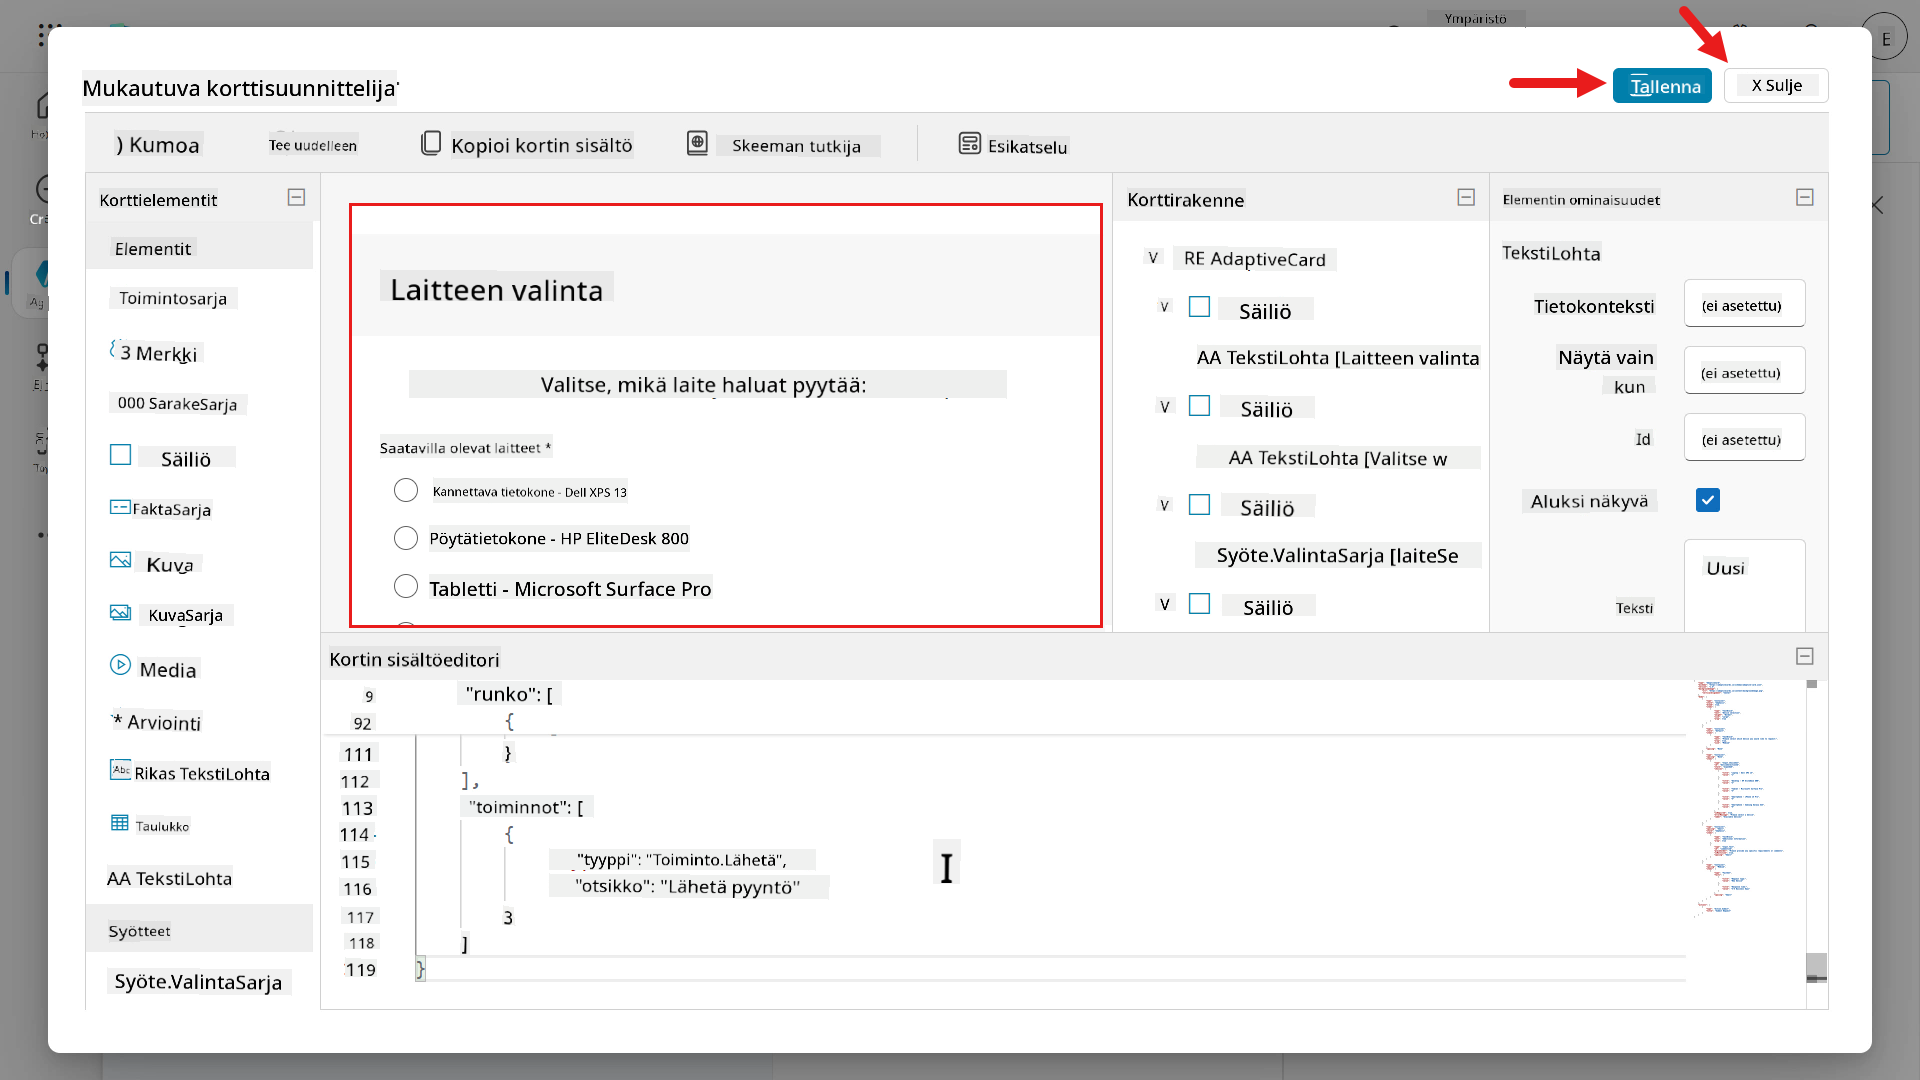 Ympäristö
E
Mukautuva korttisuunnittelija
Tallenna
X Sulje
) Kumoa
Tee uudelleen
Kopioi kortin sisältö
Skeeman tutkija
Esikatselu
Korttielementit
Elementit
Toimintosarja
3 Merkki
000 SarakeSarja
Säiliö
FaktaSarja
Kuva
KuvaSarja
Media
* Arviointi
Rikas TekstiLohta
Taulukko
AA TekstiLohta
Syötteet
Syöte.ValintaSarja
Laitteen valinta
Valitse, mikä laite haluat pyytää:
Saatavilla olevat laitteet *
Kannettava tietokone - Dell XPS 13
Pöytätietokone - HP EliteDesk 800
Tabletti - Microsoft Surface Pro
Korttirakenne
V RE AdaptiveCard
V Säiliö
AA TekstiLohta [Laitteen valinta
V Säiliö
AA TekstiLohta [Valitse w
V Säiliö
Syöte.ValintaSarja [laiteSe
V Säiliö
Elementin ominaisuudet
TekstiLohta
Tietokonteksti (ei asetettu)
Näytä vain kun (ei asetettu)
Id (ei asetettu)
Aluksi näkyvä
Teksti Uusi
Kortin sisältöeditori
9 "runko": [
92 {
111 }
112 ],
113 "toiminnot": [
114 {
115 "tyyppi": "Toiminto.Lähetä",
116 "otsikko": "Lähetä pyyntö"
117 3
118 ]
119 }